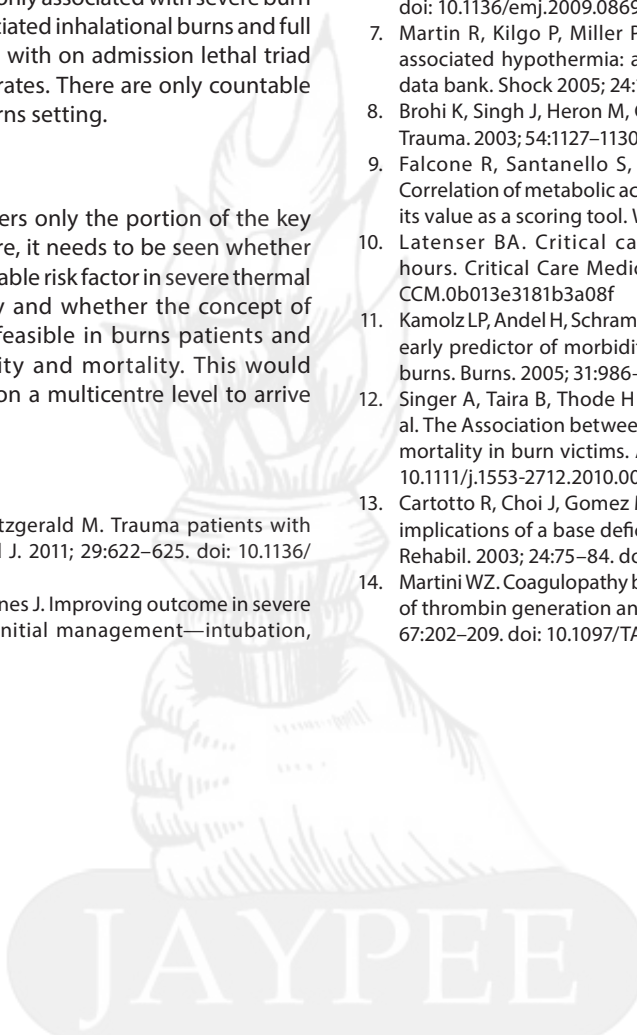 only associated with severe burn
ciated inhalational burns and full
with on admission lethal triad
rates. There are only countable
rns setting.
ers only the portion of the key
re, it needs to be seen whether
able risk factor in severe thermal
y and whether the concept of
feasible in burns patients and
ity and mortality. This would
on a multicentre level to arrive
tzgerald M. Trauma patients with
l J. 2011; 29:622–625. doi: 10.1136/
nes J. Improving outcome in severe
nitial management—intubation,
doi: 10.1136/emj.2009.0869
7. Martin R, Kilgo P, Miller P
associated hypothermia: a
data bank. Shock 2005; 24:
8. Brohi K, Singh J, Heron M, C
Trauma. 2003; 54:1127–1130
9. Falcone R, Santanello S,
Correlation of metabolic ac
its value as a scoring tool. W
10. Latenser BA. Critical ca
hours. Critical Care Medic
CCM.0b013e3181b3a08f
11. Kamolz LP, Andel H, Schram
early predictor of morbidit
burns. Burns. 2005; 31:986–
12. Singer A, Taira B, Thode H
al. The Association betwee
mortality in burn victims. A
10.1111/j.1553-2712.2010.00
13. Cartotto R, Choi J, Gomez M
implications of a base defic
Rehabil. 2003; 24:75–84. do
14. Martini WZ. Coagulopathy b
of thrombin generation an
67:202–209. doi: 10.1097/TA
JAYPEE